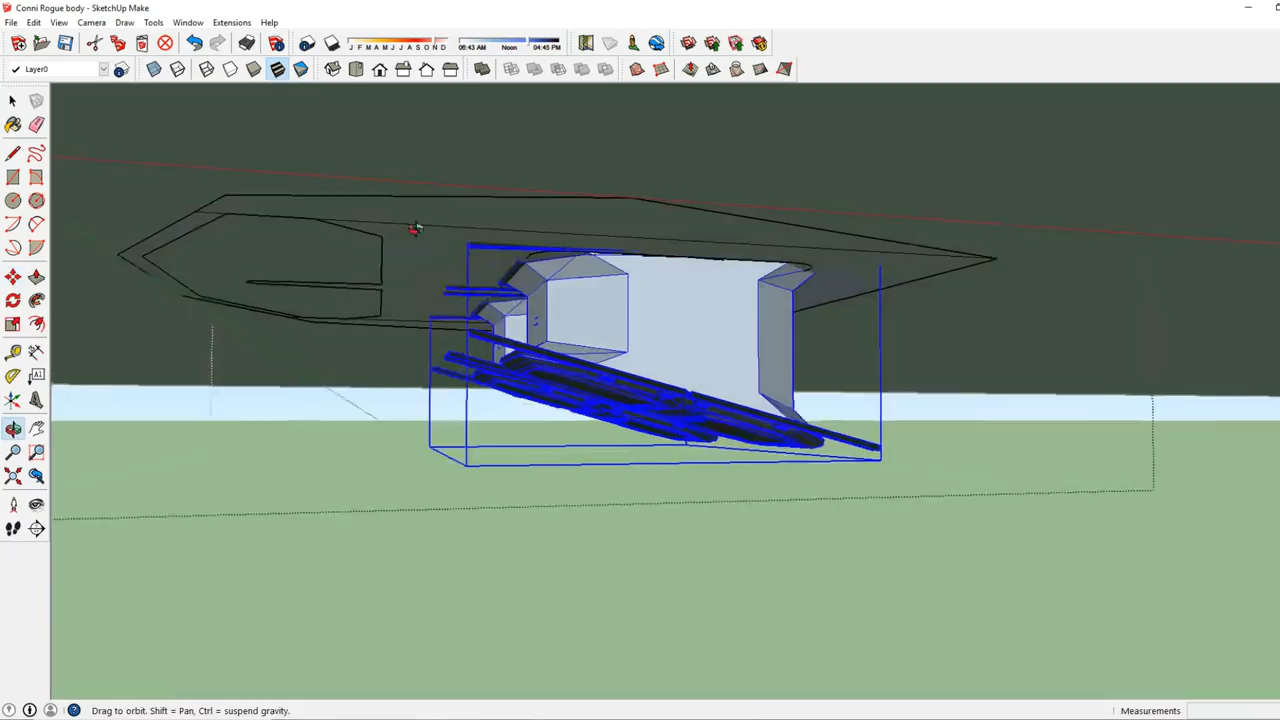 Conni Rogue body - SketchUp Make
File Edit View Camera Draw Tools Window Extensions Help
J F M A M J J A S O N D 06:43 AM Noon 04:45 PM
Layer0
A1
Drag to orbit. Shift = Pan, Ctrl = suspend gravity.
Measurements